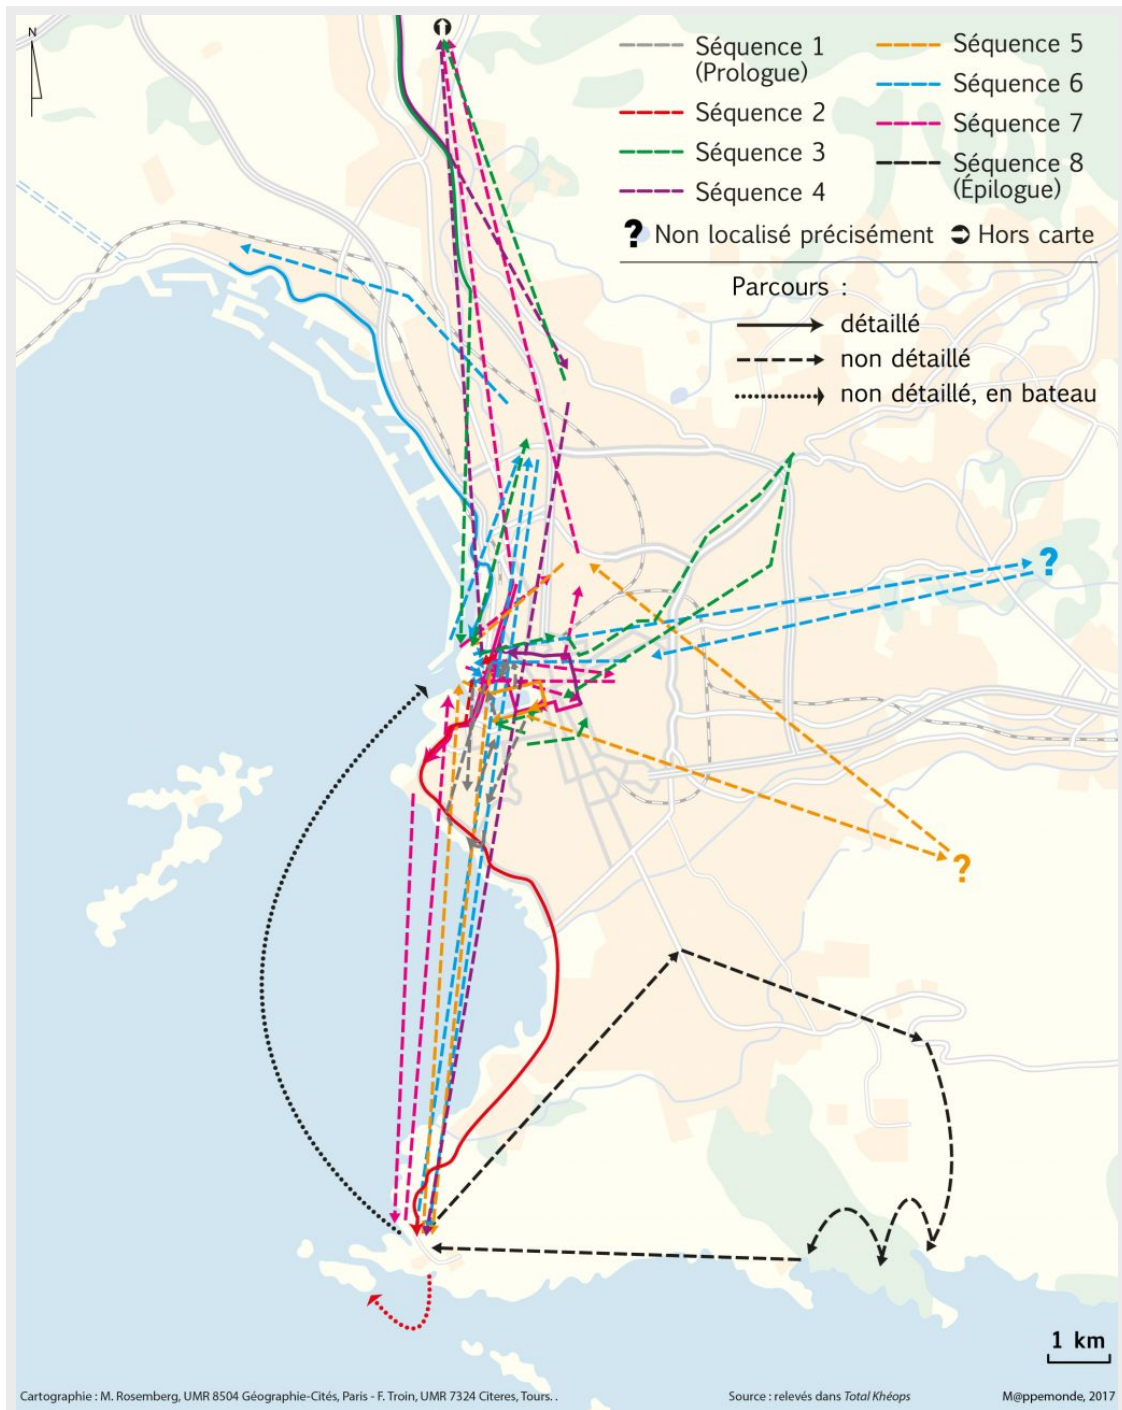 N
Séquence 1
(Prologue)
Séquence 2
Séquence 3
Séquence 4
Séquence 5
Séquence 6
Séquence 7
Séquence 8
(Épilogue)
? Non localisé précisément
Hors carte
Parcours :
détaillé
non détaillé
non détaillé, en bateau
?
?
1 km
Cartographie : M. Rosemberg, UMR 8504 Géographie-Cités, Paris - F. Troin, UMR 7324 Citeres, Tours. .
Source : relevés dans Total Khéops
M@ppemonde, 2017